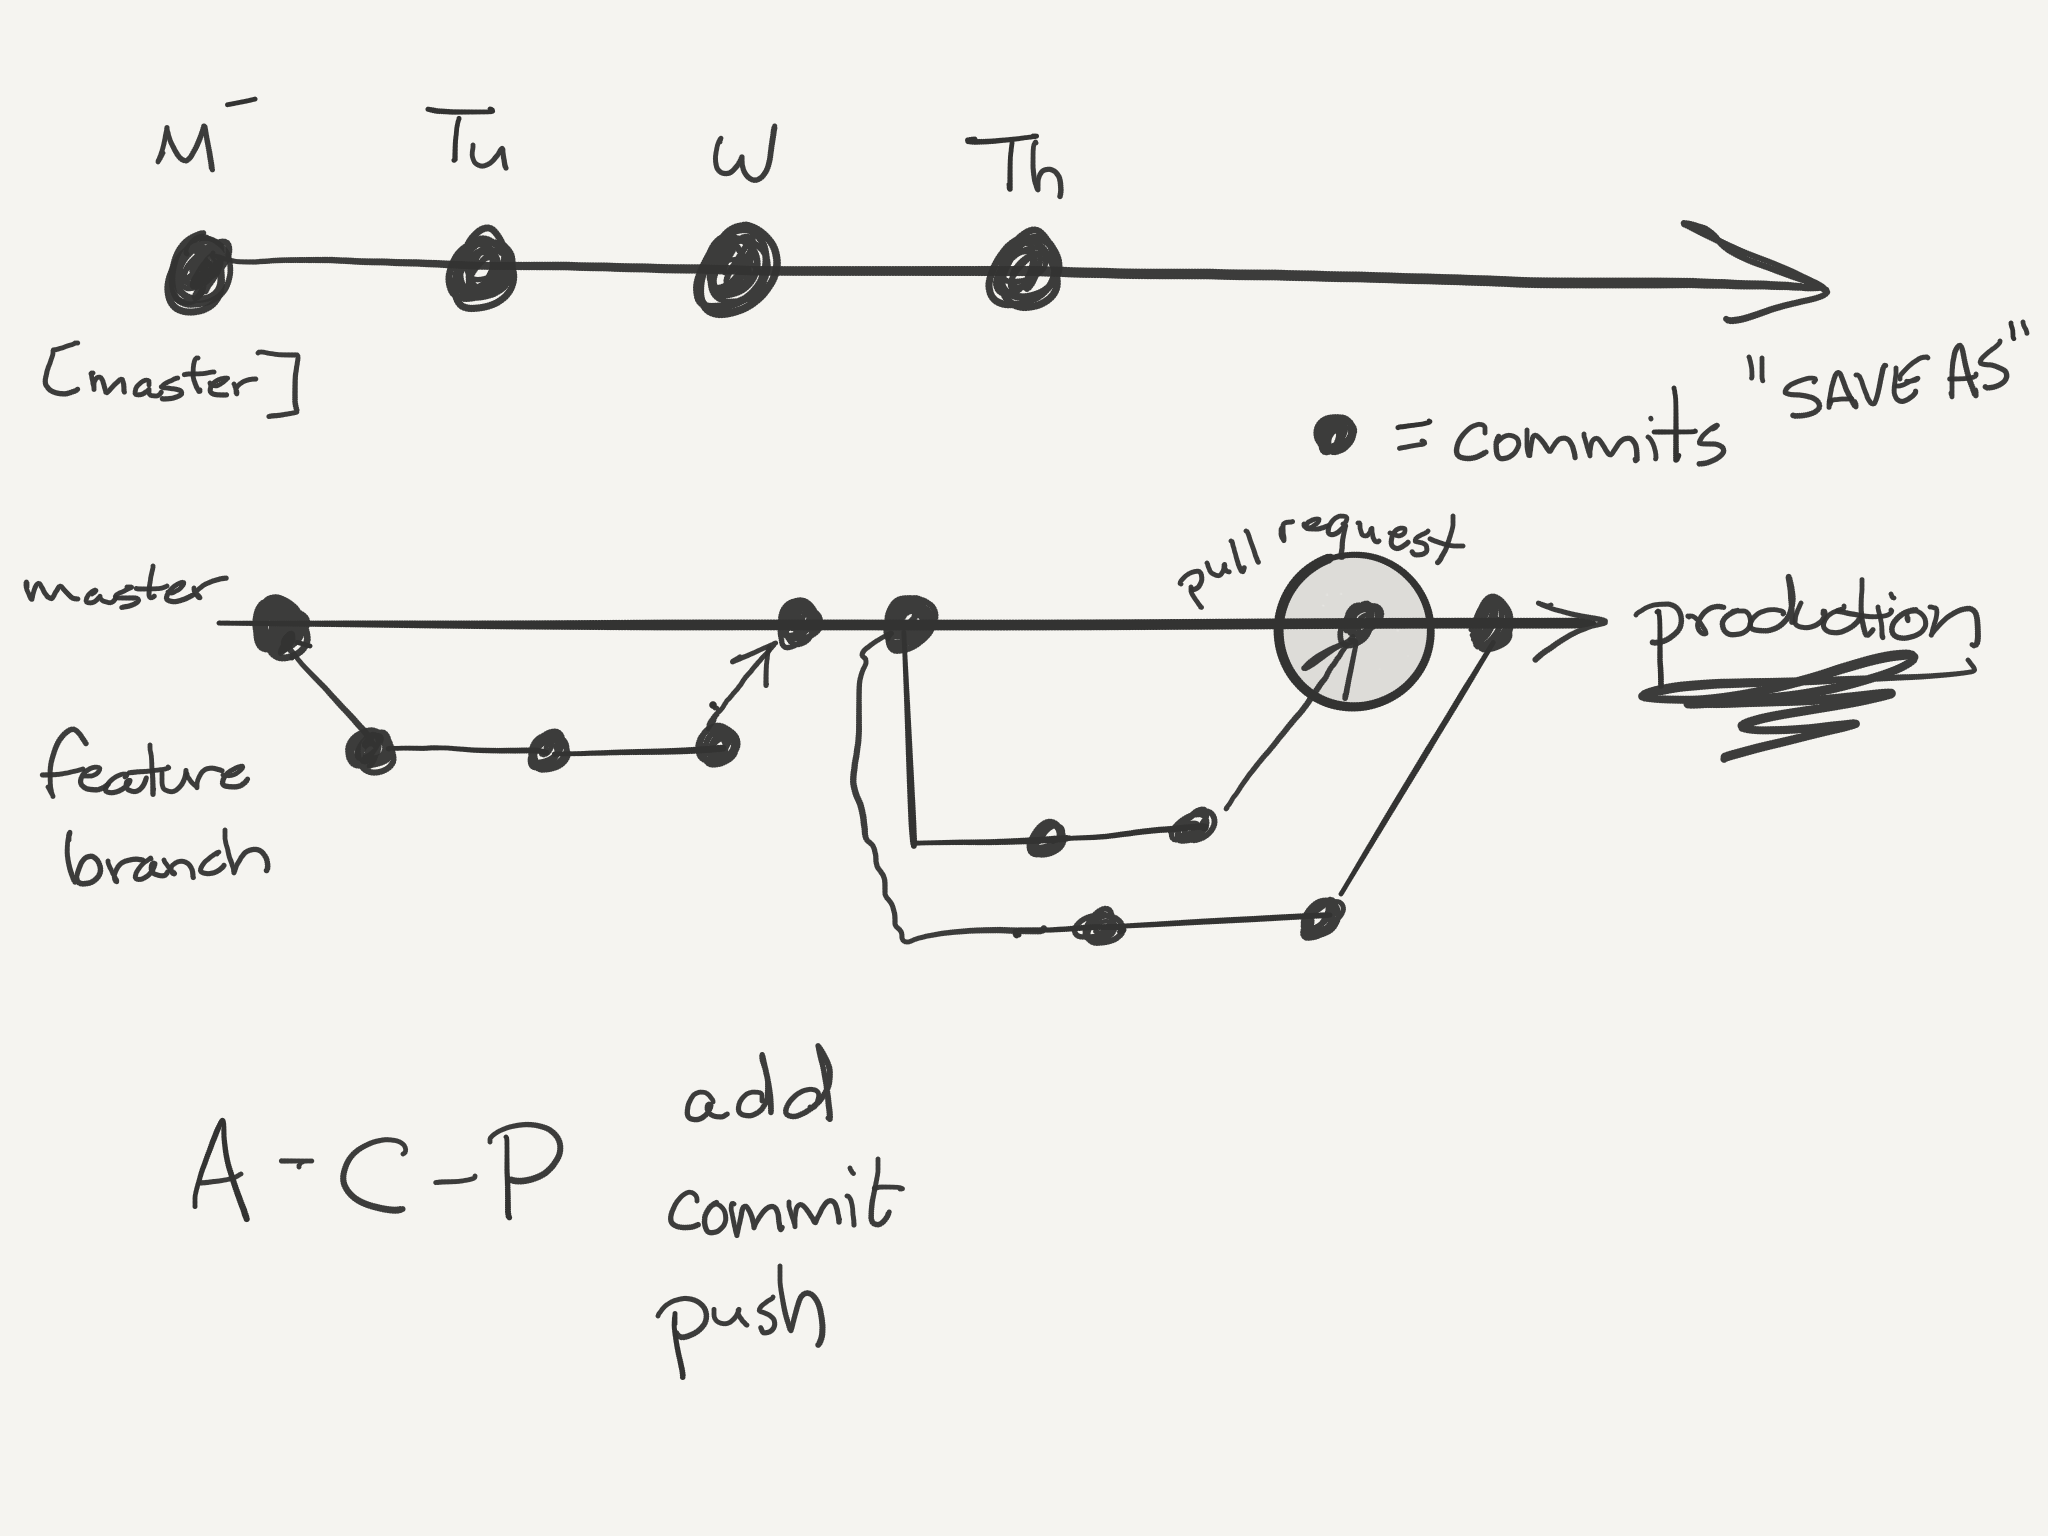 M Tu W Th
[master]
"SAVE AS"
= commits
pull request
master
production
feature
branch
A-C-P
add
commit
push